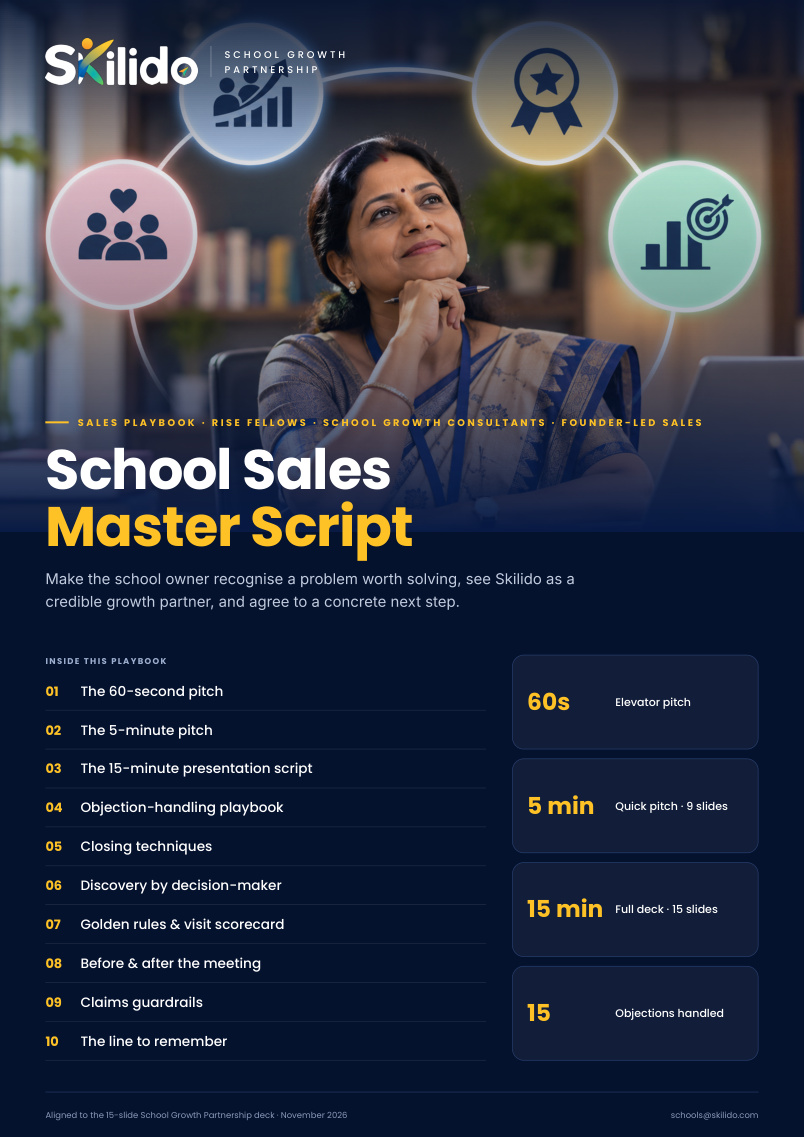 Skilido
SCHOOL GROWTH
PARTNERSHIP
SALES PLAYBOOK · RISE FELLOWS · SCHOOL GROWTH CONSULTANTS · FOUNDER-LED SALES
School Sales
Master Script
Make the school owner recognise a problem worth solving, see Skilido as a
credible growth partner, and agree to a concrete next step.
INSIDE THIS PLAYBOOK
01 The 60-second pitch
02 The 5-minute pitch
03 The 15-minute presentation script
04 Objection-handling playbook
05 Closing techniques
06 Discovery by decision-maker
07 Golden rules & visit scorecard
08 Before & after the meeting
09 Claims guardrails
10 The line to remember
60s Elevator pitch
5 min Quick pitch · 9 slides
15 min Full deck · 15 slides
15 Objections handled
Aligned to the 15-slide School Growth Partnership deck · November 2026
schools@skilido.com